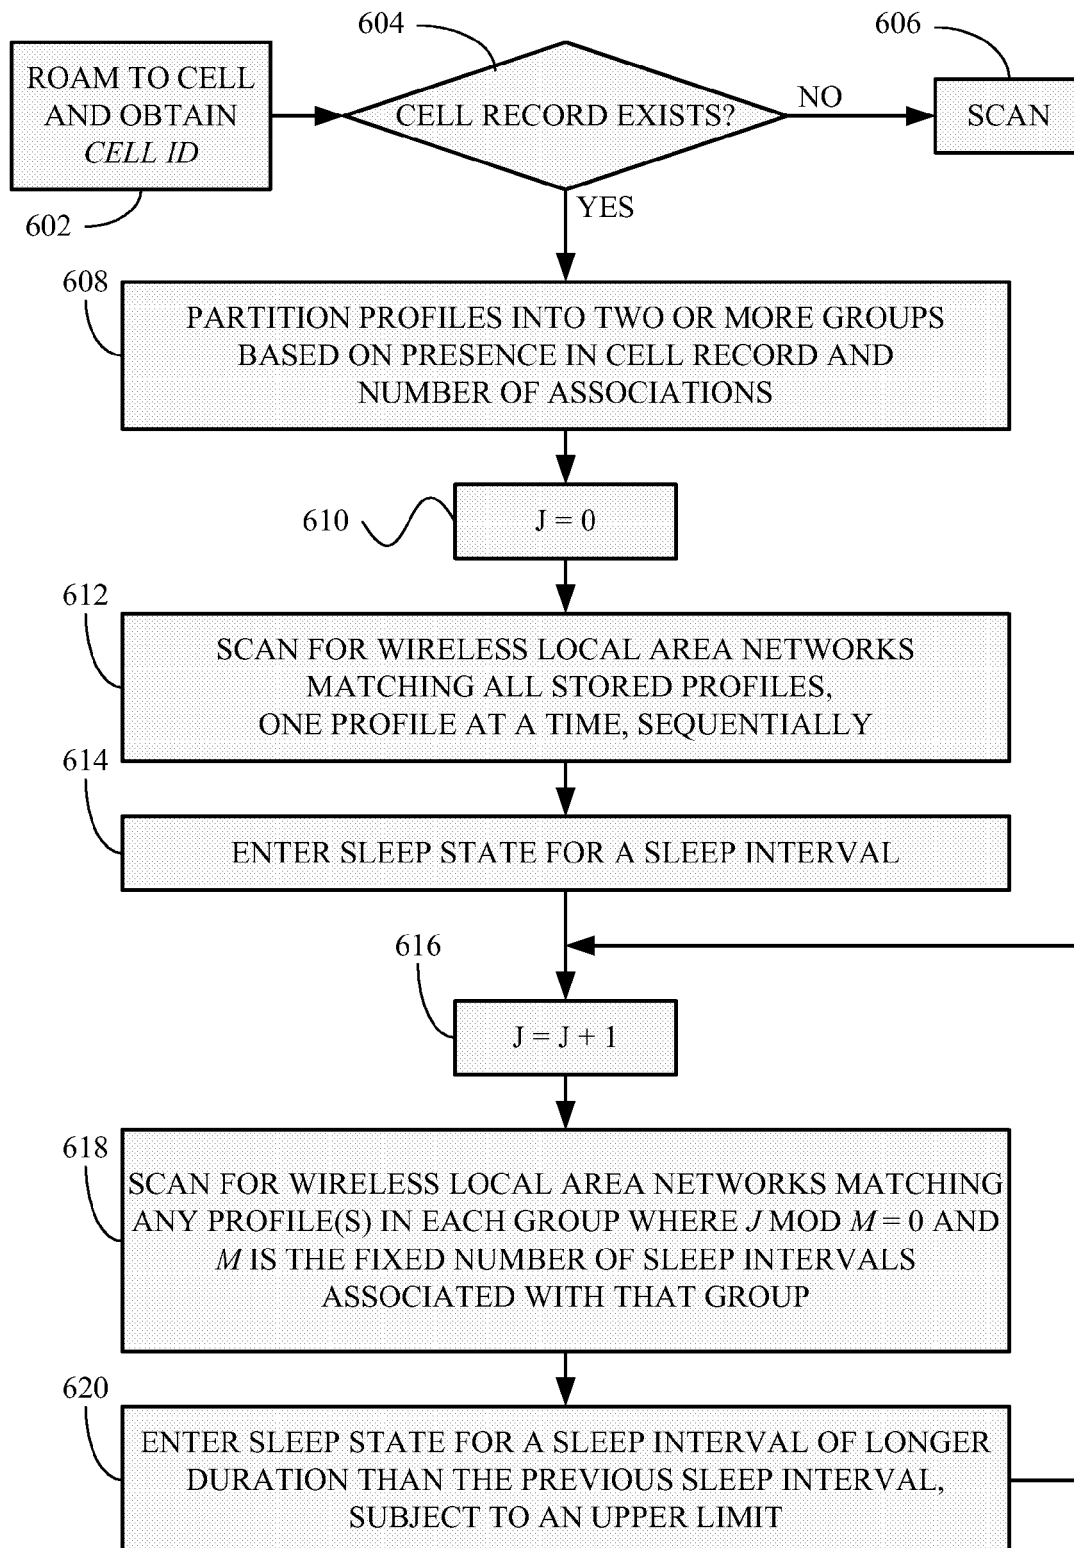 604
606
ROAM TO CELL
AND OBTAIN
CELL ID
CELL RECORD EXISTS?
NO
SCAN
602
YES
608
PARTITION PROFILES INTO TWO OR MORE GROUPS
BASED ON PRESENCE IN CELL RECORD AND
NUMBER OF ASSOCIATIONS
610
J = 0
612
SCAN FOR WIRELESS LOCAL AREA NETWORKS
MATCHING ALL STORED PROFILES,
ONE PROFILE AT A TIME, SEQUENTIALLY
614
ENTER SLEEP STATE FOR A SLEEP INTERVAL
616
J = J + 1
618
SCAN FOR WIRELESS LOCAL AREA NETWORKS MATCHING
ANY PROFILE(S) IN EACH GROUP WHERE J MOD M = 0 AND
M IS THE FIXED NUMBER OF SLEEP INTERVALS
ASSOCIATED WITH THAT GROUP
620
ENTER SLEEP STATE FOR A SLEEP INTERVAL OF LONGER
DURATION THAN THE PREVIOUS SLEEP INTERVAL,
SUBJECT TO AN UPPER LIMIT